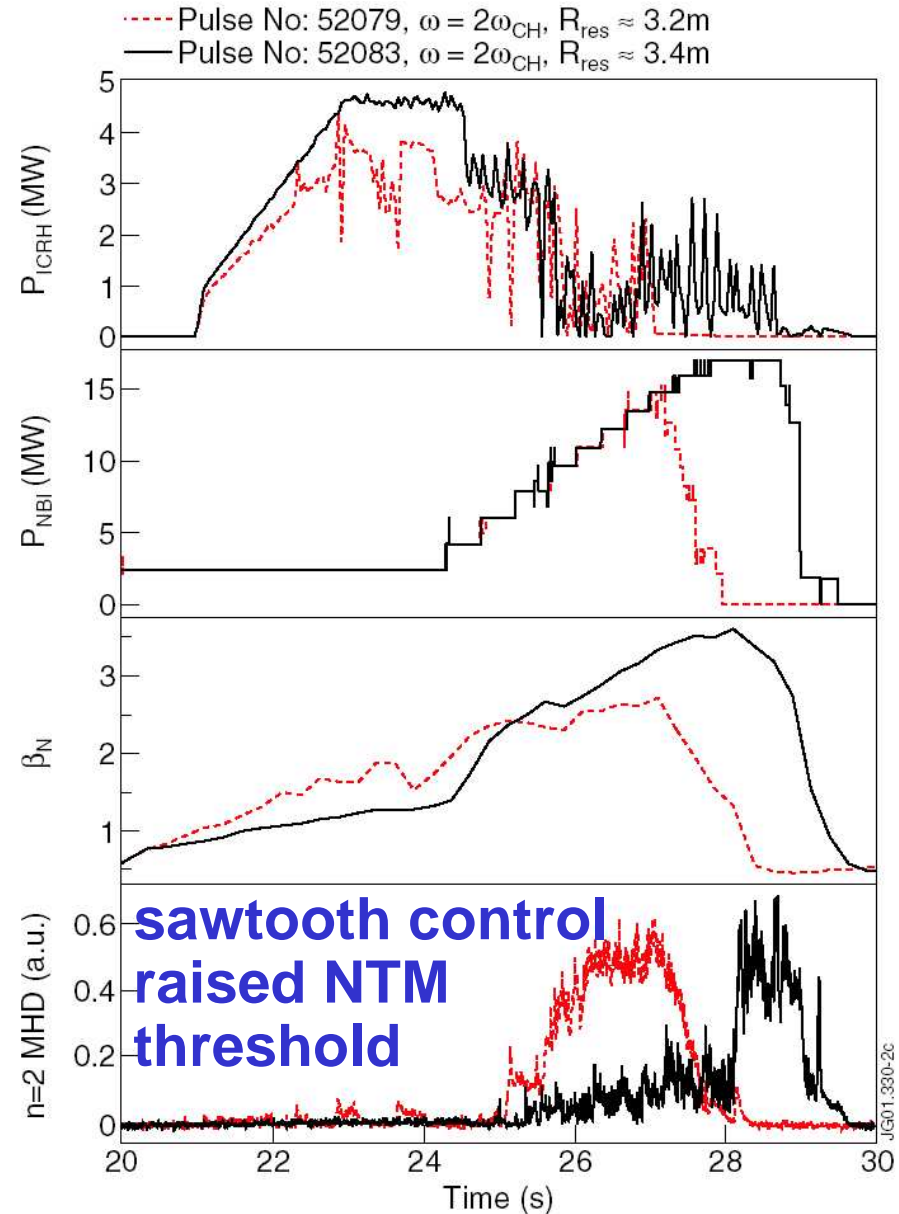 Pulse No: 52079, ω = 2ω_CH, R_res ≈ 3.2m
Pulse No: 52083, ω = 2ω_CH, R_res ≈ 3.4m
5
4
3
2
1
0
P_ICRH (MW)
15
10
5
0
P_NBI (MW)
3
2
1
β_N
0.6
0.4
0.2
0
n=2 MHD (a.u.)
sawtooth control
raised NTM
threshold
JG01.330-2c
20 22 24 26 28 30
Time (s)